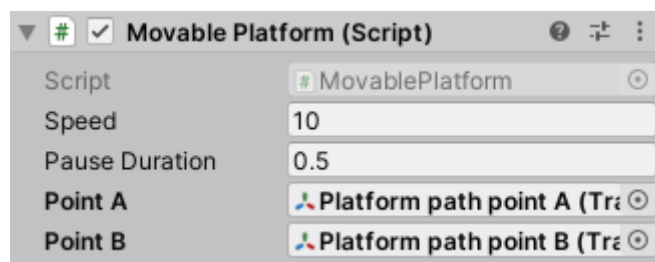 # Movable Platform (Script)
Script # MovablePlatform
Speed 10
Pause Duration 0.5
Point A Platform path point A (Tra
Point B Platform path point B (Tra